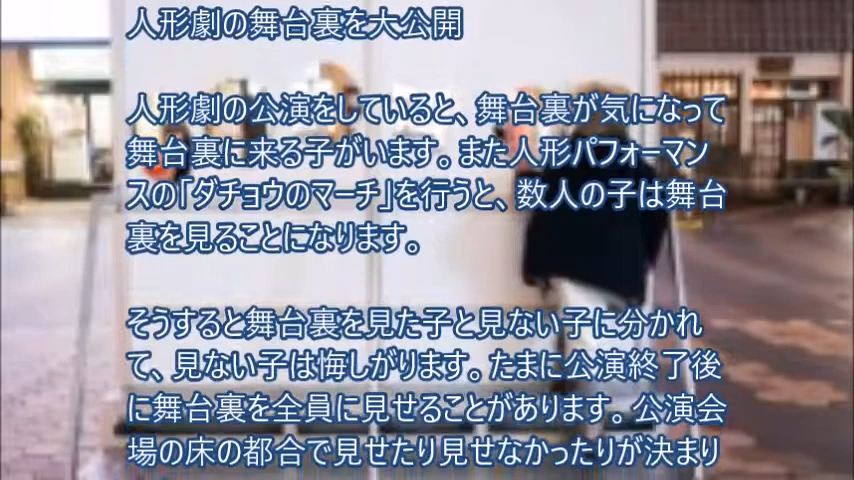 人形劇の舞台裏を大公開
人形劇の公演をしていると、舞台裏が気になって
舞台裏に来る子がいます。また人形パフォーマン
スの「ダチョウのマーチ」を行うと、数人の子は舞台
裏を見ることになります。
そうすると舞台裏を見た子と見ない子に分かれ
て、見ない子は悔しがります。たまに公演終了後
に舞台裏を全員に見せることがあります。公演会
場の床の都合で見せたり見せなかったりが決まり